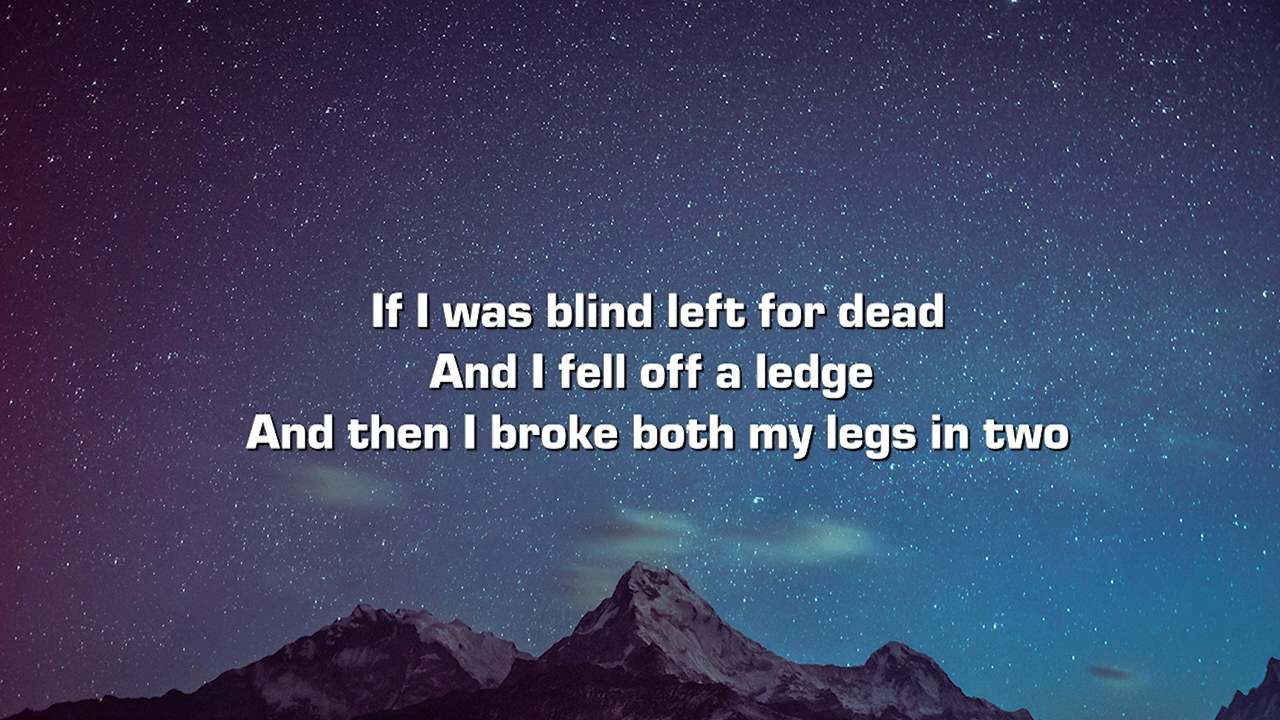 If I was blind left for dead
And I fell off a ledge
And then I broke both my legs in two